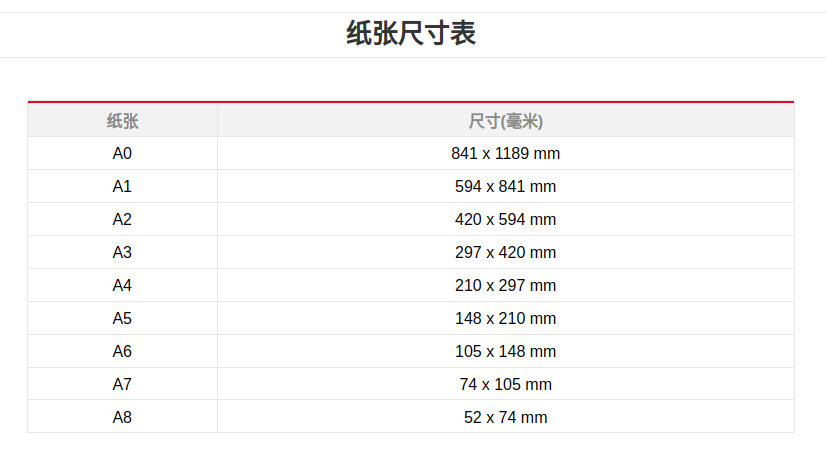 纸张尺寸表
纸张 尺寸(毫米)
A0 841 x 1189 mm
A1 594 x 841 mm
A2 420 x 594 mm
A3 297 x 420 mm
A4 210 x 297 mm
A5 148 x 210 mm
A6 105 x 148 mm
A7 74 x 105 mm
A8 52 x 74 mm